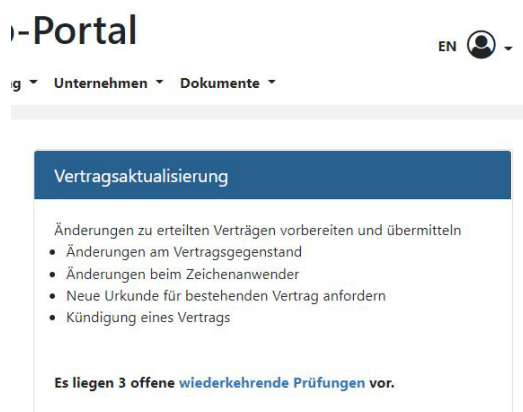 -Portal
EN
g Unternehmen Dokumente
Vertragsaktualisierung
Änderungen zu erteilten Verträgen vorbereiten und übermitteln
• Änderungen am Vertragsgegenstand
• Änderungen beim Zeichenanwender
• Neue Urkunde für bestehenden Vertrag anfordern
• Kündigung eines Vertrags
Es liegen 3 offene wiederkehrende Prüfungen vor.